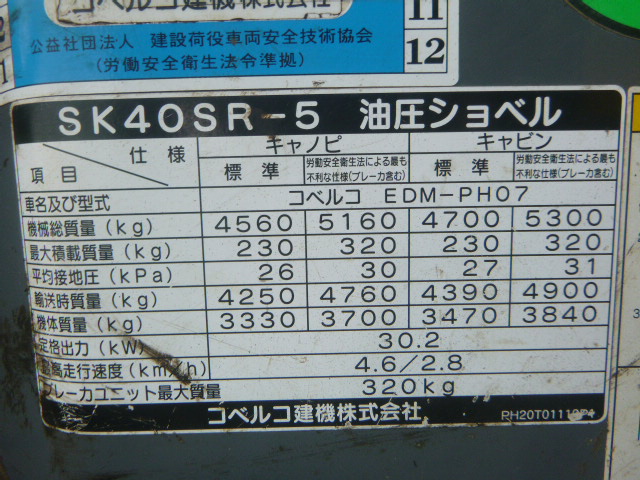 コベルコ建機株式会社
11
公益社団法人 建設荷役車両安全技術協会
(労働安全衛生法令準拠)
12
1
SK40SR-5 油圧ショベル
仕様 キャノピ キャビン
項目 標準 労働安全衛生法による最も不利な仕様(ブレーカ含む) 標準 労働安全衛生法による最も不利な仕様(ブレーカ含む)
車名及び型式 コベルコ EDM-PH07
機械総質量(kg) 4560 5160 4700 5300
最大積載質量(kg) 230 320 230 320
平均接地圧(kPa) 26 30 27 31
輸送時質量(kg) 4250 4760 4390 4900
機体質量(kg) 3330 3700 3470 3840
定格出力(kW) 30.2
高走行速度(km/h) 4.6/2.8
ブレーカユニット最大質量 320kg
コベルコ建機株式会社